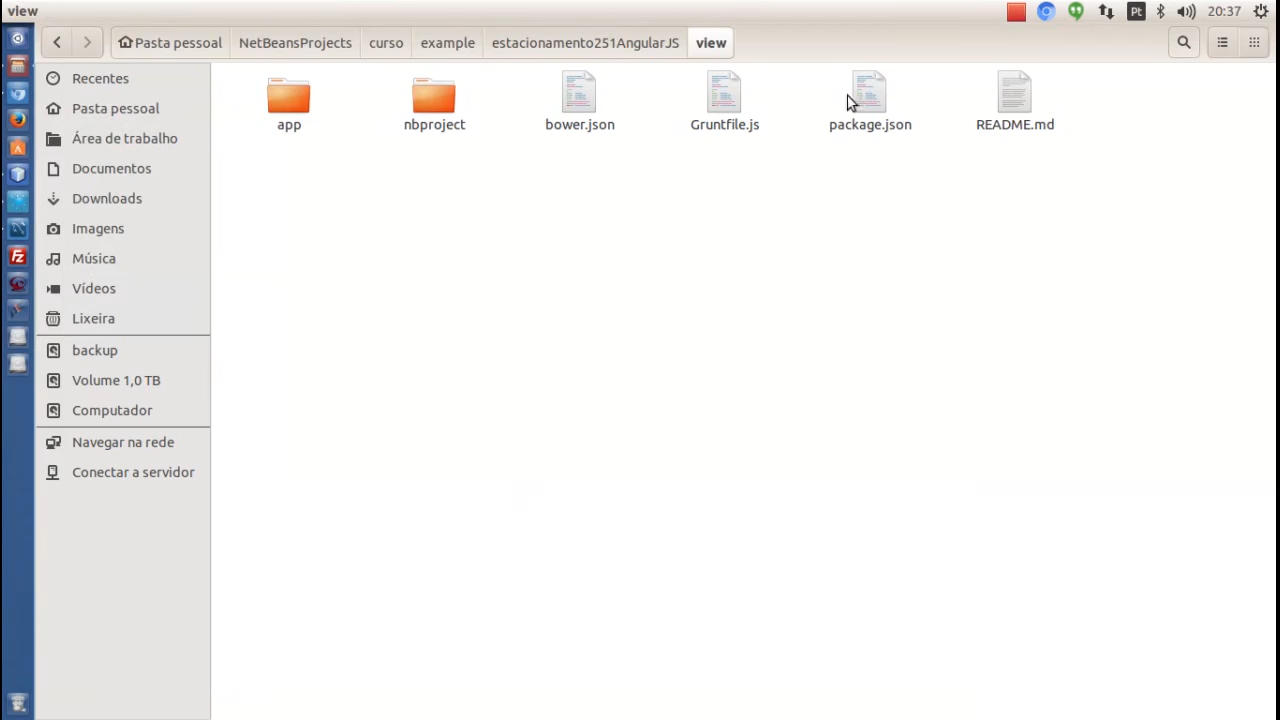 view
Pt
20:37
Pasta pessoal
NetBeansProjects
curso
example
estacionamento251AngularJS
view
Recentes
Pasta pessoal
Área de trabalho
Documentos
Downloads
Imagens
Música
Vídeos
Lixeira
backup
Volume 1,0 TB
Computador
Navegar na rede
Conectar a servidor
app
nbproject
bower.json
Gruntfile.js
package.json
README.md
Fz